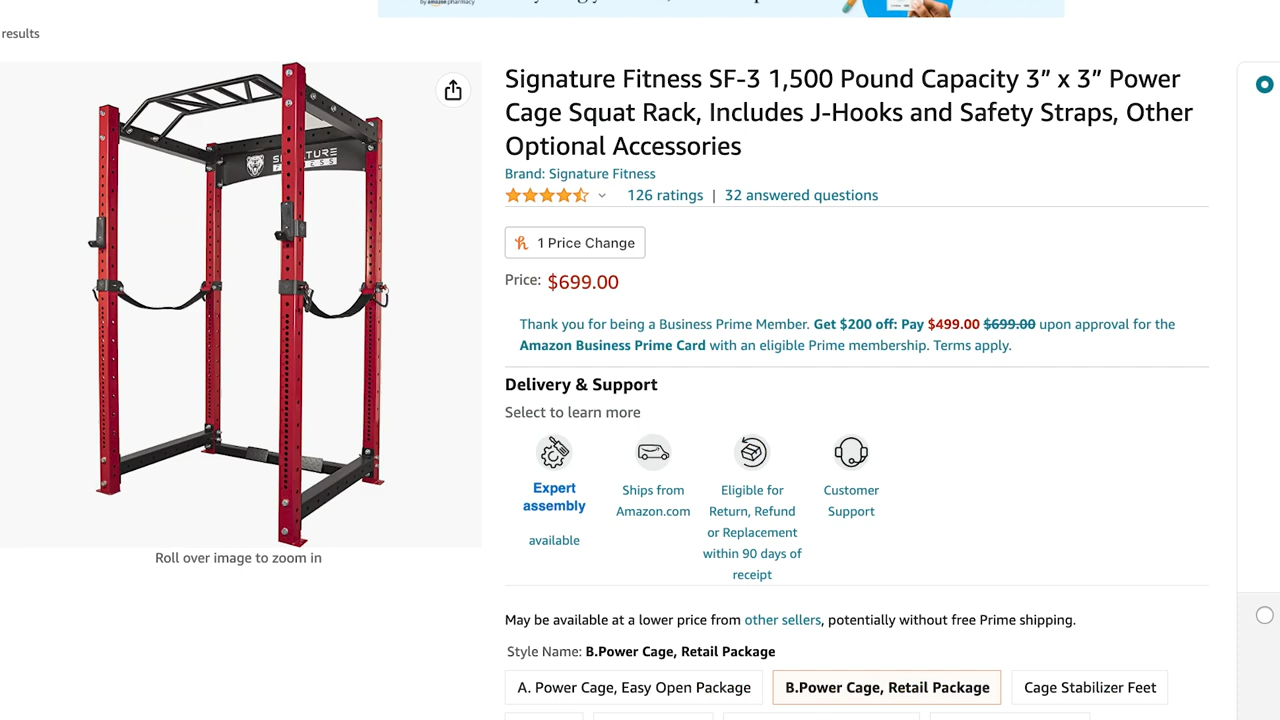 by amazon pharmacy
results
Signature Fitness SF-3 1,500 Pound Capacity 3” x 3” Power
Cage Squat Rack, Includes J-Hooks and Safety Straps, Other
Optional Accessories
Brand: Signature Fitness
126 ratings | 32 answered questions
1 Price Change
Price: $699.00
Thank you for being a Business Prime Member. Get $200 off: Pay $499.00 $699.00 upon approval for the
Amazon Business Prime Card with an eligible Prime membership. Terms apply.
Delivery & Support
Select to learn more
Expert
assembly
available
Ships from
Amazon.com
Eligible for
Return, Refund
or Replacement
within 90 days of
receipt
Customer
Support
SIGNATURE
FITNESS
Roll over image to zoom in
May be available at a lower price from other sellers, potentially without free Prime shipping.
Style Name: B.Power Cage, Retail Package
A. Power Cage, Easy Open Package
B.Power Cage, Retail Package
Cage Stabilizer Feet